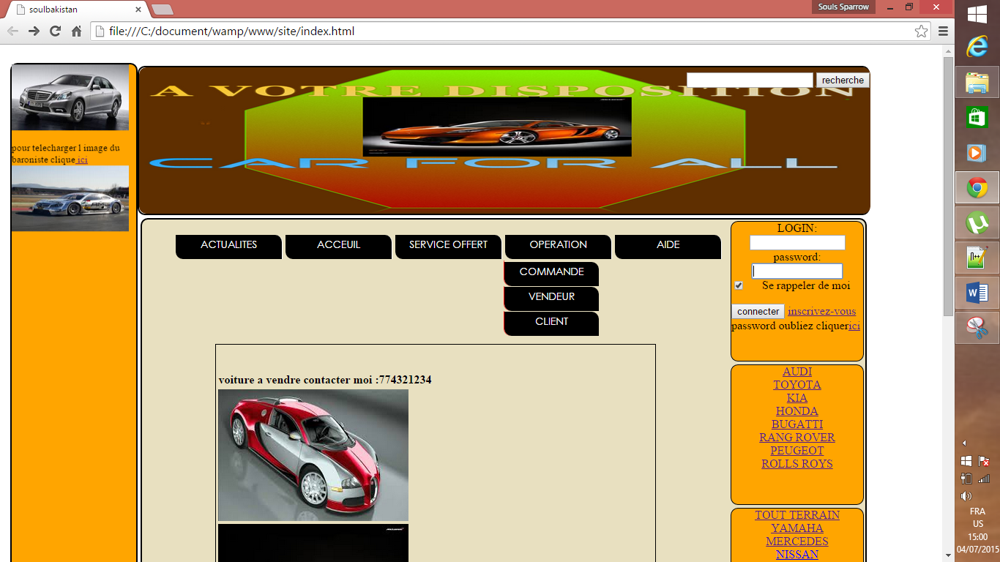 soulbakistan
Souls Sparrow
file:///C:/document/wamp/www/site/index.html
pour telecharger l image du
baroniste clique ici
A VOTRE DISPOSITION
recherche
CAR FOR ALL
ACTUALITES
ACCEUIL
SERVICE OFFERT
OPERATION
AIDE
COMMANDE
VENDEUR
CLIENT
voiture a vendre contacter moi :774321234
LOGIN:
password:
Se rappeler de moi
connecter inscrivez-vous
password oubliez cliquerici
AUDI
TOYOTA
KIA
HONDA
BUGATTI
RANG ROVER
PEUGEOT
ROLLS ROYS
TOUT TERRAIN
YAMAHA
MERCEDES
NISSAN
FRA
US
15:00
04/07/2015